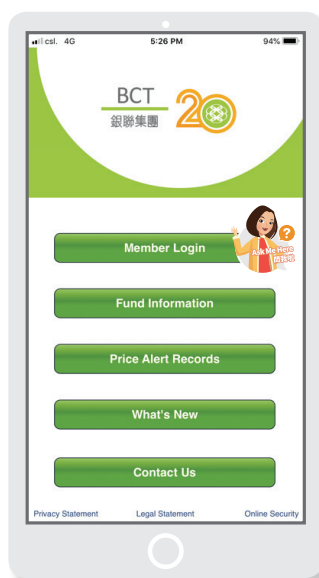 csl. 4G 5:26 PM 94%
BCT
銀聯集團
20
Member Login
?
Ask Me Here
問我啦
Fund Information
Price Alert Records
What's New
Contact Us
Privacy Statement Legal Statement Online Security